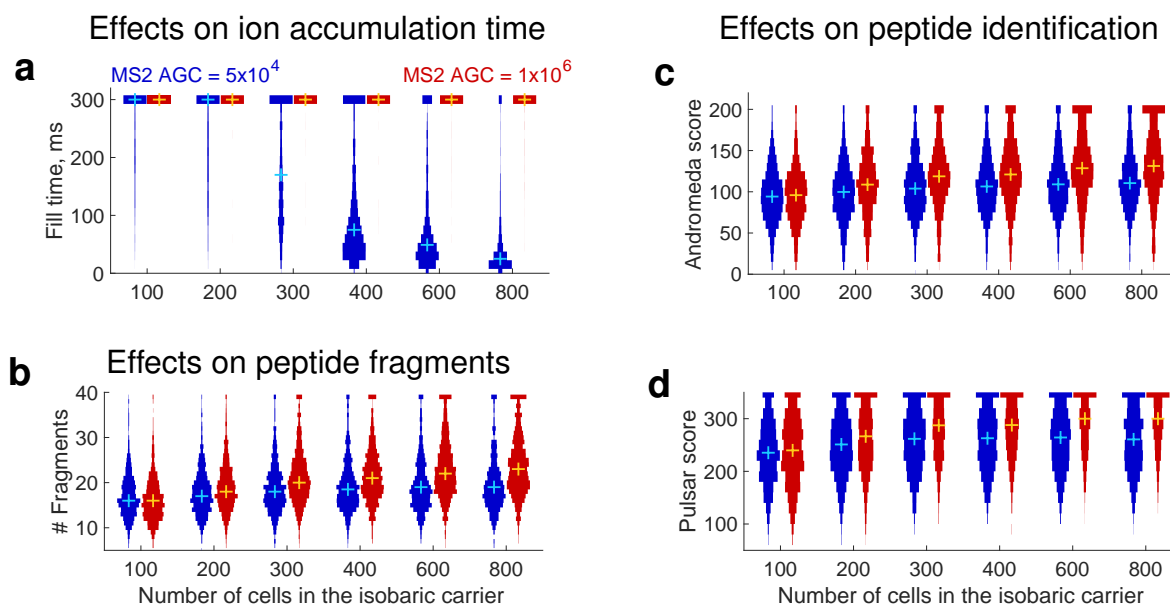 Effects on ion accumulation time
a
MS2 AGC = 5x10^4
MS2 AGC = 1x10^6
Fill time, ms
300
200
100
0
100 200 300 400 600 800
Effects on peptide fragments
b
# Fragments
40
30
20
10
100 200 300 400 600 800
Number of cells in the isobaric carrier
Effects on peptide identification
c
Andromeda score
200
150
100
50
0
100 200 300 400 600 800
d
Pulsar score
300
200
100
100 200 300 400 600 800
Number of cells in the isobaric carrier